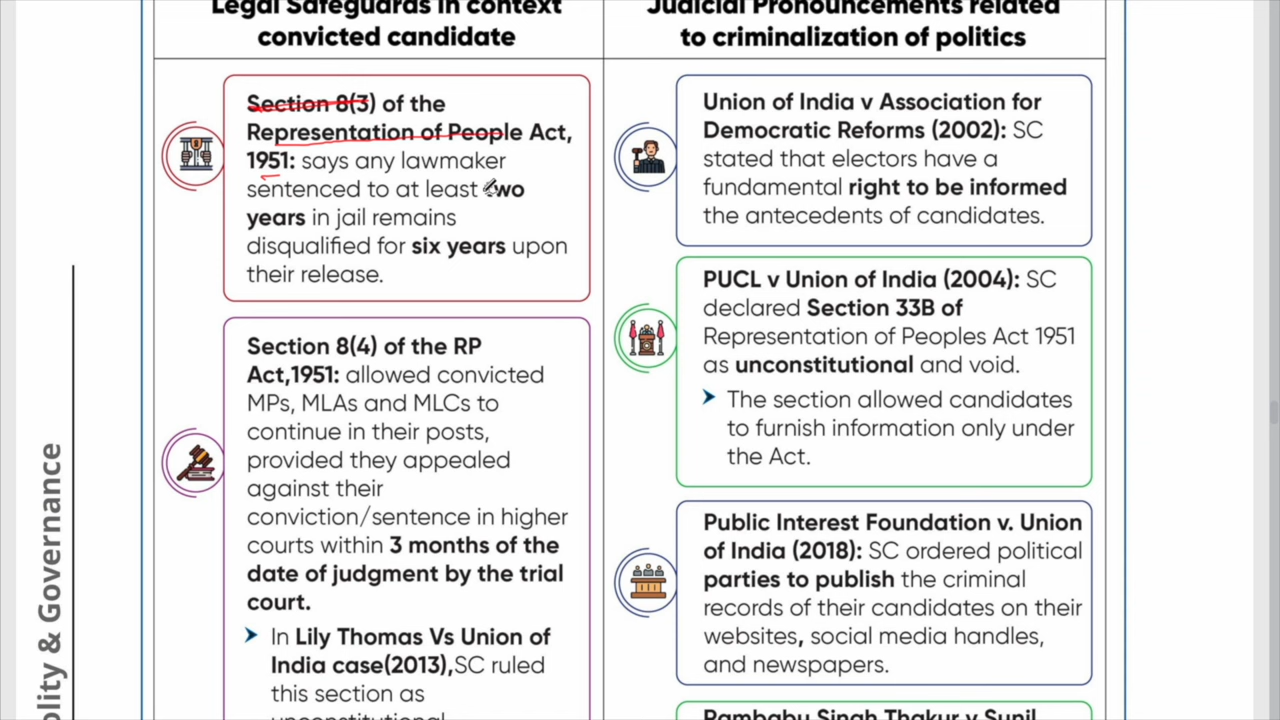 Legal Safeguards in context
convicted candidate
Section 8(3) of the
Representation of People Act,
1951: says any lawmaker
sentenced to at least two
years in jail remains
disqualified for six years upon
their release.
Section 8(4) of the RP
Act,1951: allowed convicted
MPs, MLAs and MLCs to
continue in their posts,
provided they appealed
against their
conviction/sentence in higher
courts within 3 months of the
date of judgment by the trial
court.
In Lily Thomas Vs Union of
India case(2013),SC ruled
this section as
unconstitutional
Judicial Pronouncements related
to criminalization of politics
Union of India v Association for
Democratic Reforms (2002): SC
stated that electors have a
fundamental right to be informed
the antecedents of candidates.
PUCL v Union of India (2004): SC
declared Section 33B of
Representation of Peoples Act 1951
as unconstitutional and void.
The section allowed candidates
to furnish information only under
the Act.
Public Interest Foundation v. Union
of India (2018): SC ordered political
parties to publish the criminal
records of their candidates on their
websites, social media handles,
and newspapers.
Rambabu Singh Thakur v Sunil
olity & Governance